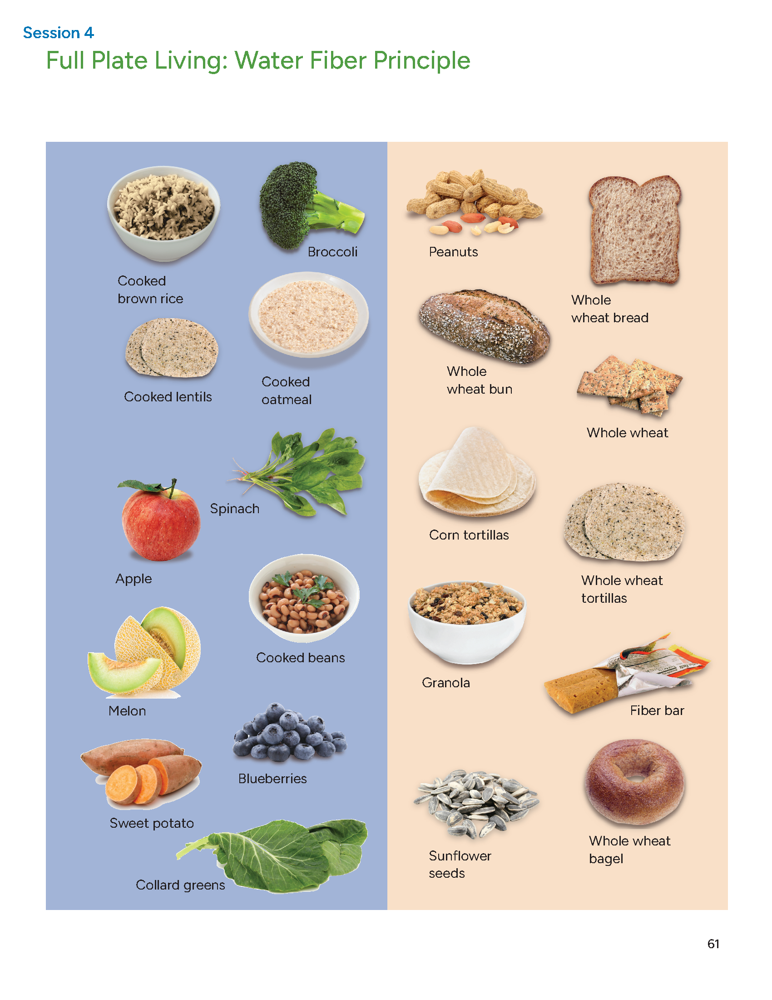 Session 4
Full Plate Living: Water Fiber Principle
Broccoli
Cooked
brown rice
Cooked lentils
Cooked
oatmeal
Spinach
Apple
Cooked beans
Melon
Blueberries
Sweet potato
Collard greens
Peanuts
Whole
wheat bread
Whole
wheat bun
Whole wheat
Corn tortillas
Whole wheat
tortillas
Granola
Fiber bar
Whole wheat
bagel
Sunflower
seeds
61